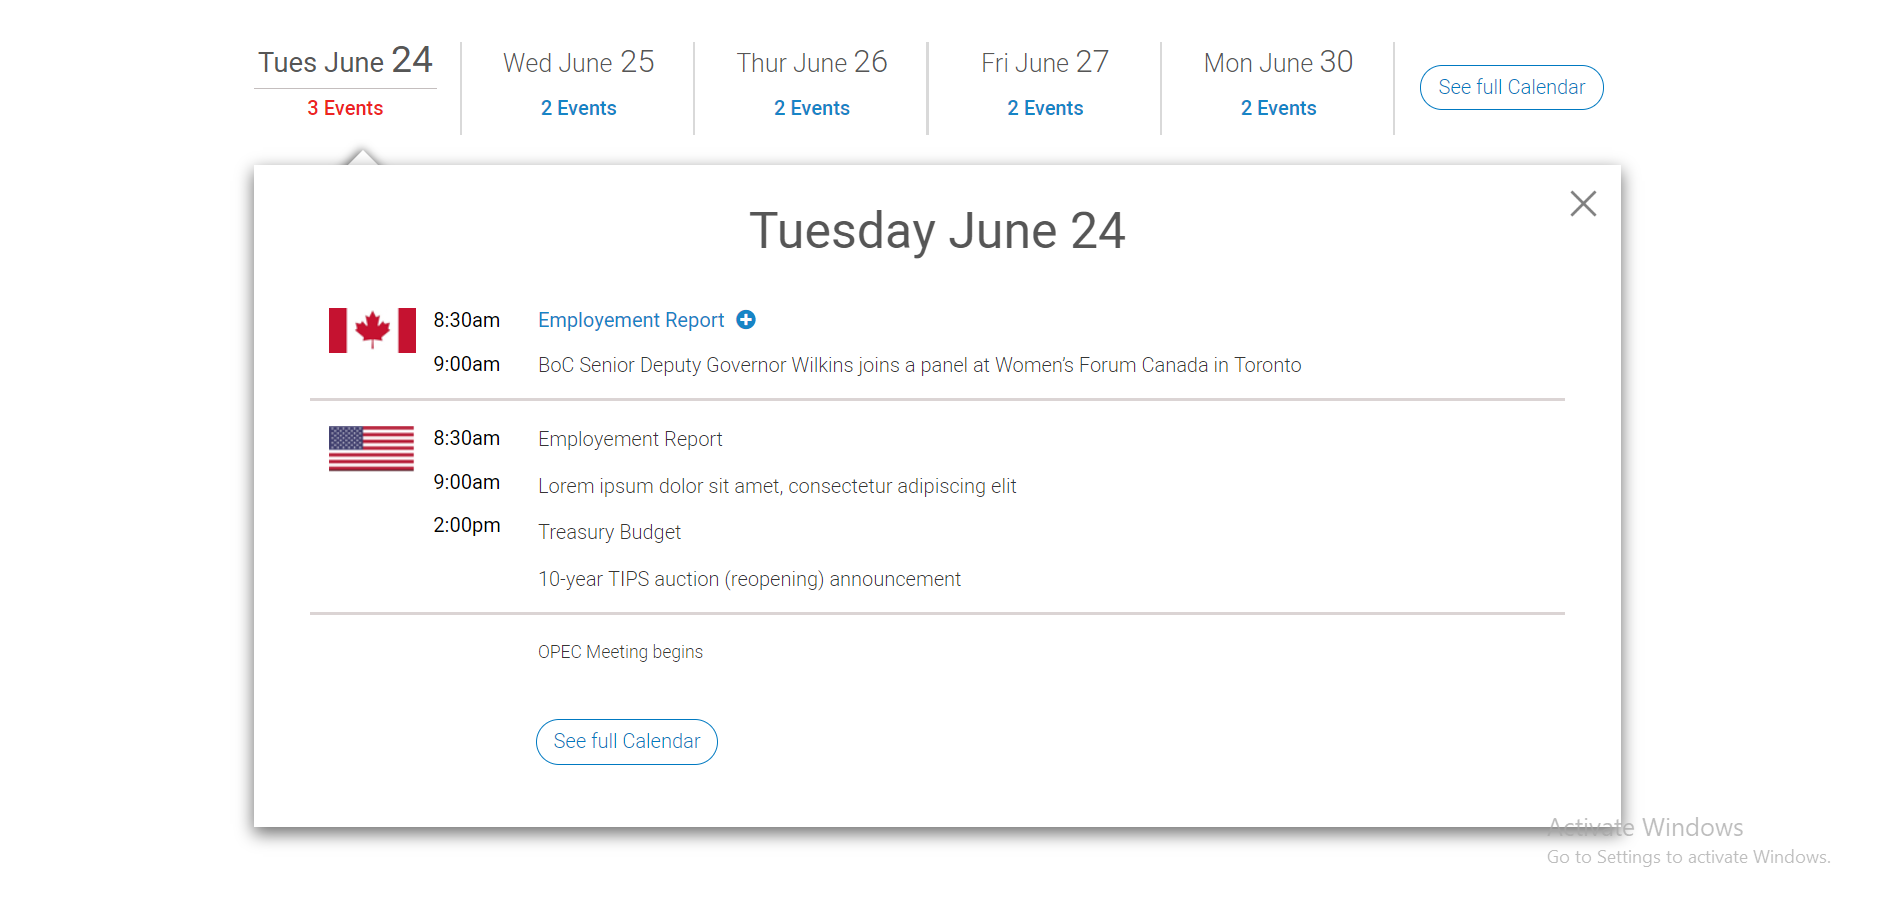 Tues June 24
3 Events
Wed June 25
2 Events
Thur June 26
2 Events
Fri June 27
2 Events
Mon June 30
2 Events
See full Calendar
Tuesday June 24
8:30am Employement Report
9:00am BoC Senior Deputy Governor Wilkins joins a panel at Women’s Forum Canada in Toronto
8:30am Employement Report
9:00am Lorem ipsum dolor sit amet, consectetur adipiscing elit
2:00pm Treasury Budget
10-year TIPS auction (reopening) announcement
OPEC Meeting begins
See full Calendar
Activate Windows
Go to Settings to activate Windows.